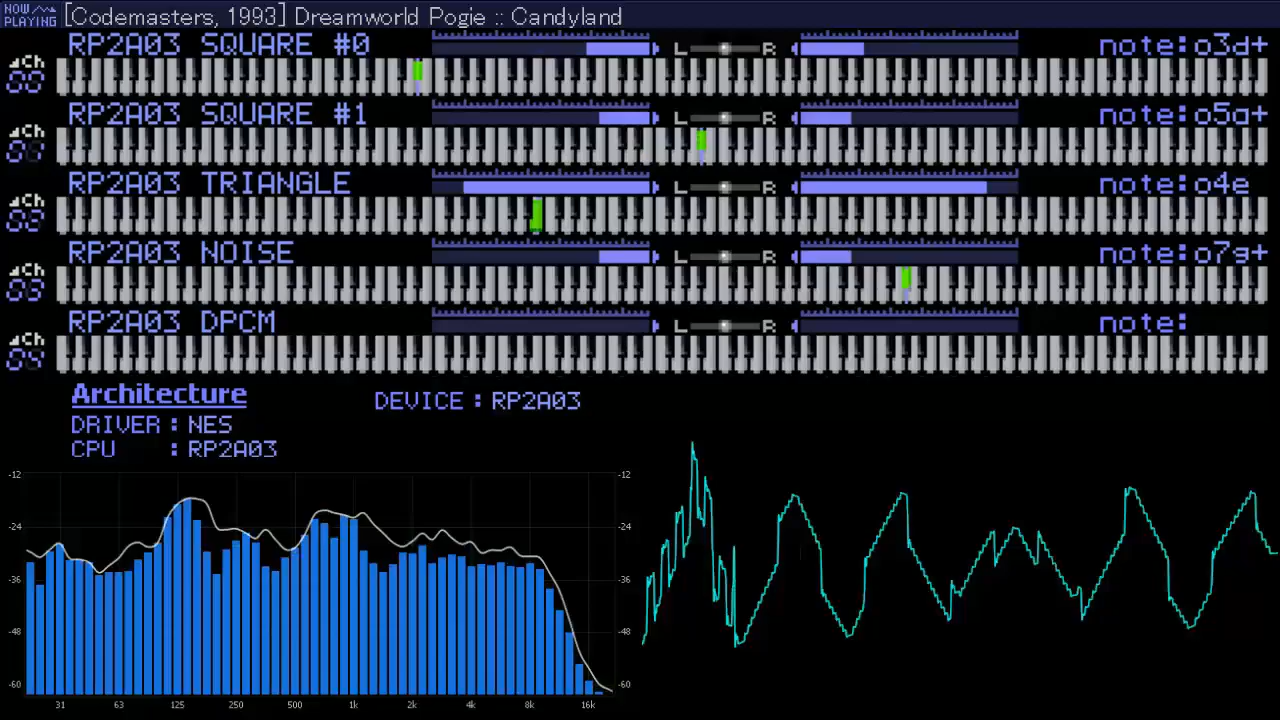 NOW PLAYING [Codemasters, 1993] Dreamworld Pogie :: Candyland
RP2A03 SQUARE #0 L R note:o3d+
Ch 00
RP2A03 SQUARE #1 L R note:o5a+
Ch 01
RP2A03 TRIANGLE L R note:o4e
Ch 02
RP2A03 NOISE L R note:o7g+
Ch 03
RP2A03 DPCM L R note:
Ch 04
Architecture
DEVICE : RP2A03
DRIVER : NES
CPU : RP2A03
-12 -12
-24 -24
-36 -36
-48 -48
-60 -60
31 63 125 250 500 1k 2k 4k 8k 16k